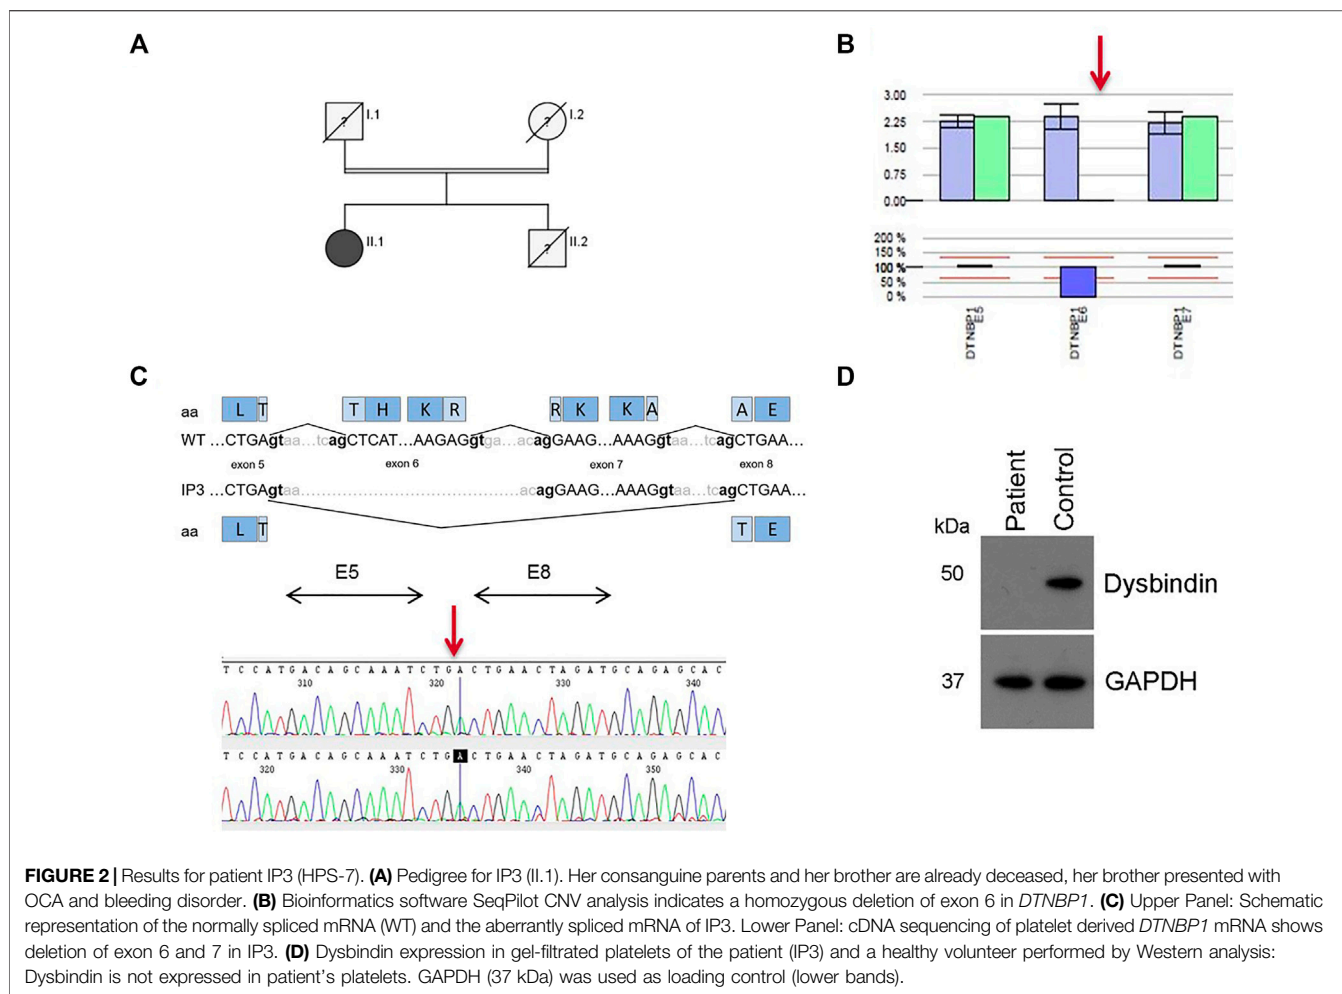 A
I.1
?
I.2
?
II.1
II.2
?
B
3.00
2.25
1.50
0.75
0.00
200 %
150 %
100 %
50 %
0 %
DTNBP1 E5
DTNBP1 E6
DTNBP1 E7
C
aa L T T H K R R K K A A E
WT ...CTGAgtaa...tcagCTCAT...AAGAGgtga...acagGAAG...AAAGgtaa...tcagCTGAA...
exon 5 exon 6 exon 7 exon 8
IP3 ...CTGAgtaa..........................................acagGAAG...AAAGgtaa...tcagCTGAA...
aa L T T E
E5 E8
T C C A T G A C A G C A A A T C T G A C T G A A C T A G A T G C A G A G C A C
310 320 330 340
T C C A T G A C A G C A A A T C T G A C T G A A C T A G A T G C A G A G C A C
320 330 340 350
D
kDa Patient Control
50 Dysbindin
37 GAPDH
FIGURE 2 | Results for patient IP3 (HPS-7). (A) Pedigree for IP3 (II.1). Her consanguine parents and her brother are already deceased, her brother presented with
OCA and bleeding disorder. (B) Bioinformatics software SeqPilot CNV analysis indicates a homozygous deletion of exon 6 in DTNBP1. (C) Upper Panel: Schematic
representation of the normally spliced mRNA (WT) and the aberrantly spliced mRNA of IP3. Lower Panel: cDNA sequencing of platelet derived DTNBP1 mRNA shows
deletion of exon 6 and 7 in IP3. (D) Dysbindin expression in gel-filtrated platelets of the patient (IP3) and a healthy volunteer performed by Western analysis:
Dysbindin is not expressed in patient's platelets. GAPDH (37 kDa) was used as loading control (lower bands).